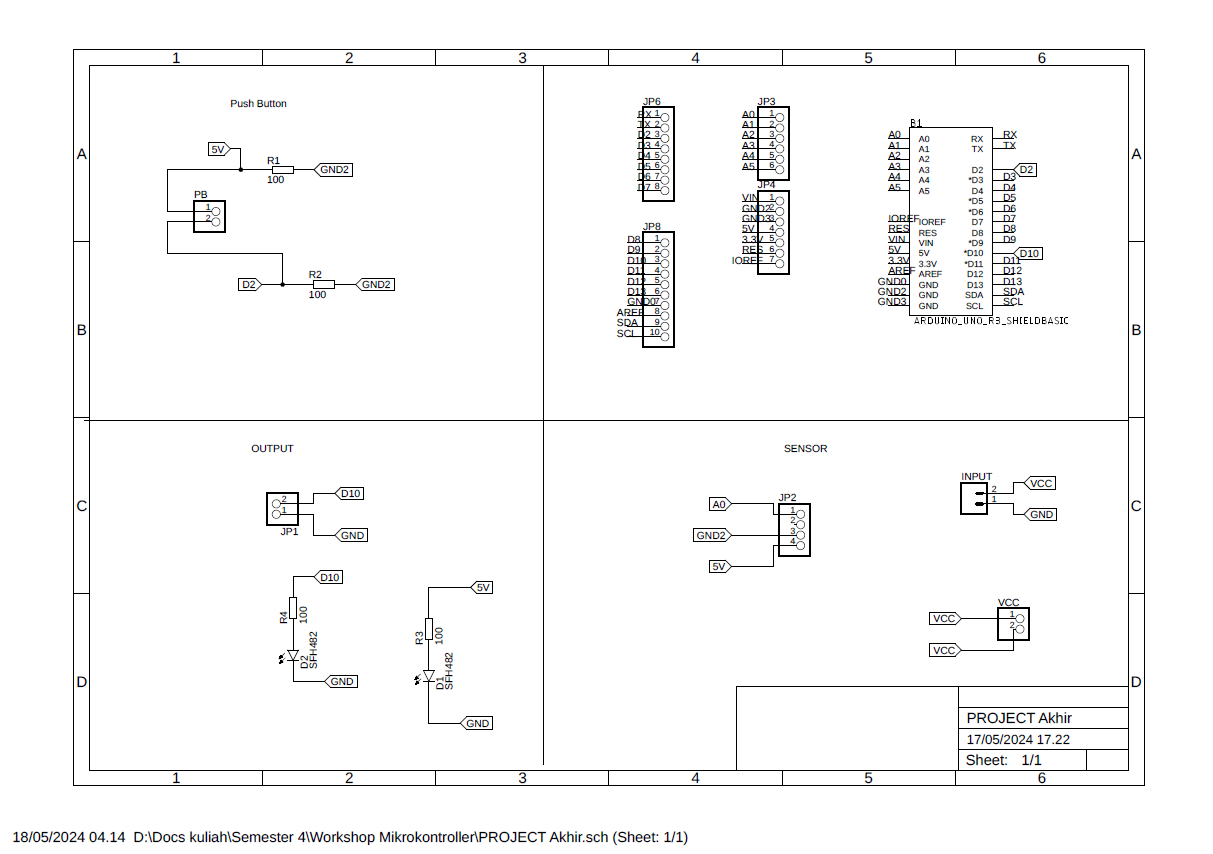 1 2 3 4 5 6
A
B
C
D
Push Button
5V
R1
100
GND2
PB
1
2
D2
R2
100
GND2
JP6
RX 1
TX 2
D2 3
D3 4
D4 5
D5 6
D6 7
D7 8
JP8
D8 1
D9 2
D10 3
D11 4
D12 5
D13 6
GND0 7
AREF 8
SDA 9
SCL 10
JP3
A0 1
A1 2
A2 3
A3 4
A4 5
A5 6
JP4
VIN 1
GND2 2
GND3 3
5V 4
3.3V 5
RES 6
IOREF 7
B1
A0 A0 RX RX
A1 A1 TX TX
A2 A2
A3 A3 D2 D2
A4 A4 *D3 D3
A5 A5 D4 D4
*D5 D5
*D6 D6
IOREF IOREF D7 D7
RES RES D8 D8
VIN VIN *D9 D9
5V 5V *D10 D10
3.3V 3.3V *D11 D11
AREF AREF D12 D12
GND0 GND D13 D13
GND2 GND SDA SDA
GND3 GND SCL SCL
ARDUINO_UNO_R3_SHIELDBASIC
OUTPUT
2 D10
1 GND
JP1
D10
R4
100
D2
SFH482
GND
5V
R3
100
D1
SFH482
GND
SENSOR
JP2
A0 1
2
GND2 3
5V 4
INPUT
2 VCC
1 GND
VCC
VCC 1
VCC 2
PROJECT Akhir
17/05/2024 17.22
Sheet: 1/1
A
B
C
D
1 2 3 4 5 6
18/05/2024 04.14 D:\Docs kuliah\Semester 4\Workshop Mikrokontroller\PROJECT Akhir.sch (Sheet: 1/1)